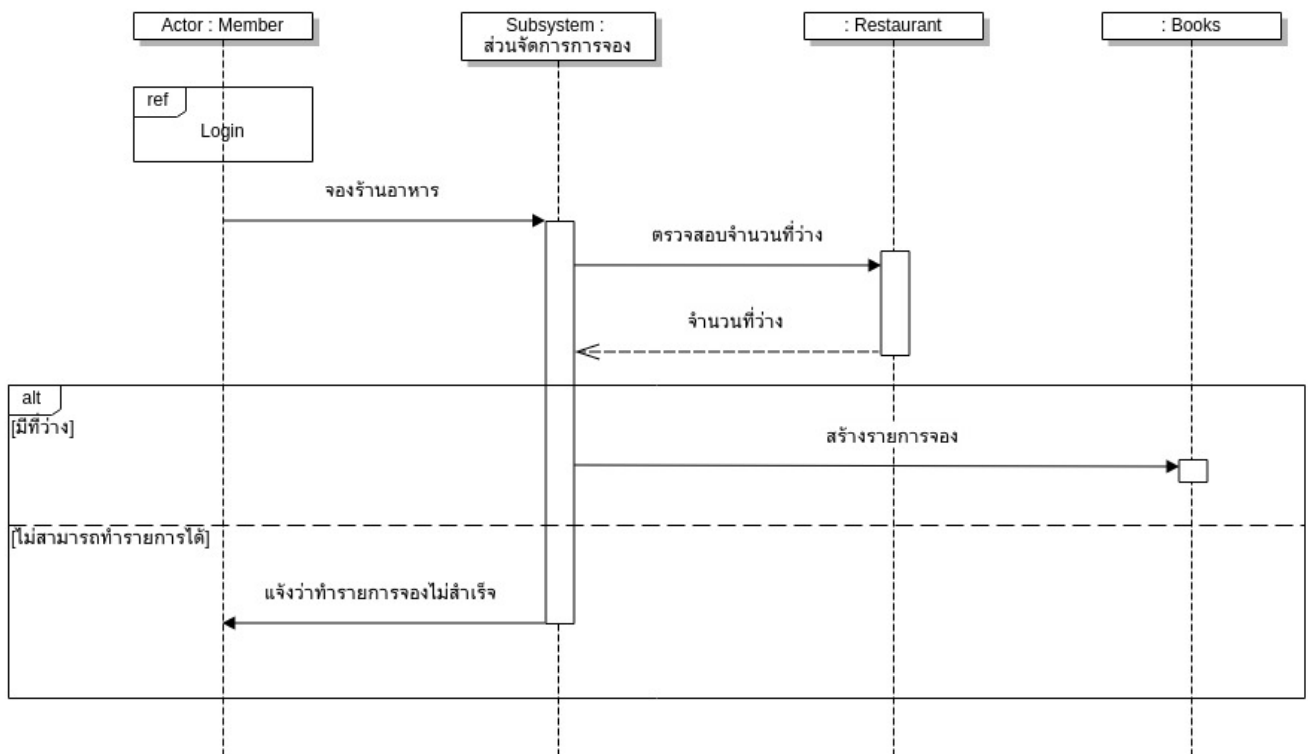 Actor : Member
Subsystem :
ส่วนจัดการการจอง
: Restaurant
: Books
ref
Login
จองร้านอาหาร
ตรวจสอบจำนวนที่ว่าง
จำนวนที่ว่าง
alt
[มีที่ว่าง]
สร้างรายการจอง
[ไม่สามารถทำรายการได้]
แจ้งว่าทำรายการจองไม่สำเร็จ